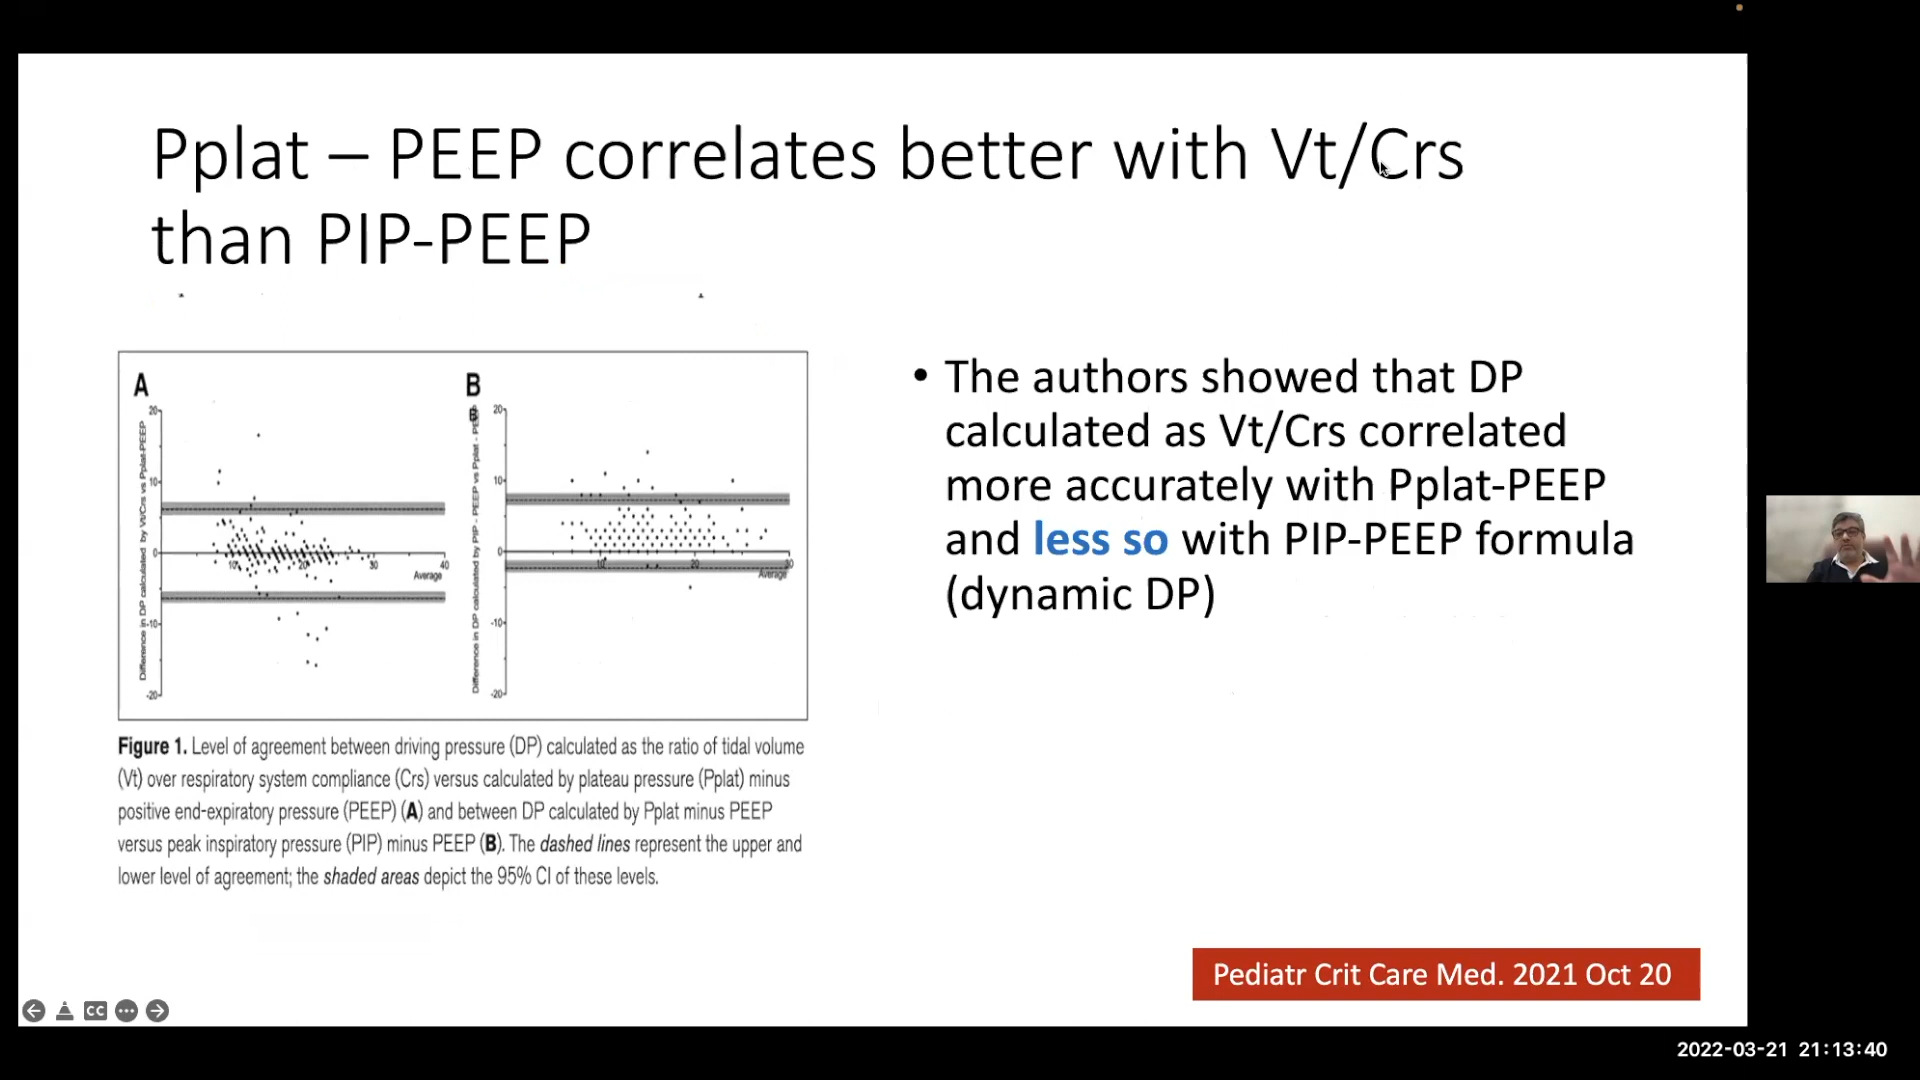 Pplat – PEEP correlates better with Vt/Crs
than PIP-PEEP
A
B
B
Difference in DP calculated by Vt/Crs vs Pplat-PEEP
20
10
0
-10
-20
10
20
30
40
Average
Difference in DP calculated by PIP - PEEP vs Pplat - PEEP
20
10
0
-10
-20
10
20
30
Average
Figure 1. Level of agreement between driving pressure (DP) calculated as the ratio of tidal volume
(Vt) over respiratory system compliance (Crs) versus calculated by plateau pressure (Pplat) minus
positive end-expiratory pressure (PEEP) (A) and between DP calculated by Pplat minus PEEP
versus peak inspiratory pressure (PIP) minus PEEP (B). The dashed lines represent the upper and
lower level of agreement; the shaded areas depict the 95% CI of these levels.
• The authors showed that DP
calculated as Vt/Crs correlated
more accurately with Pplat-PEEP
and less so with PIP-PEEP formula
(dynamic DP)
Pediatr Crit Care Med. 2021 Oct 20
CC
2022-03-21 21:13:40